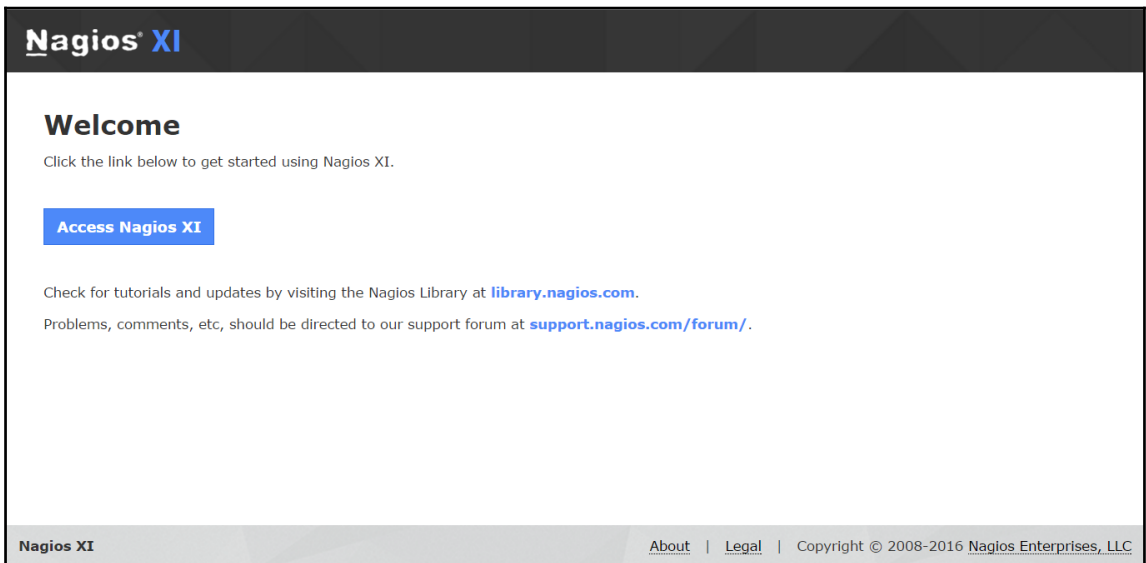 Nagios® XI
Welcome
Click the link below to get started using Nagios XI.
Access Nagios XI
Check for tutorials and updates by visiting the Nagios Library at library.nagios.com.
Problems, comments, etc, should be directed to our support forum at support.nagios.com/forum/.
Nagios XI About | Legal | Copyright © 2008-2016 Nagios Enterprises, LLC